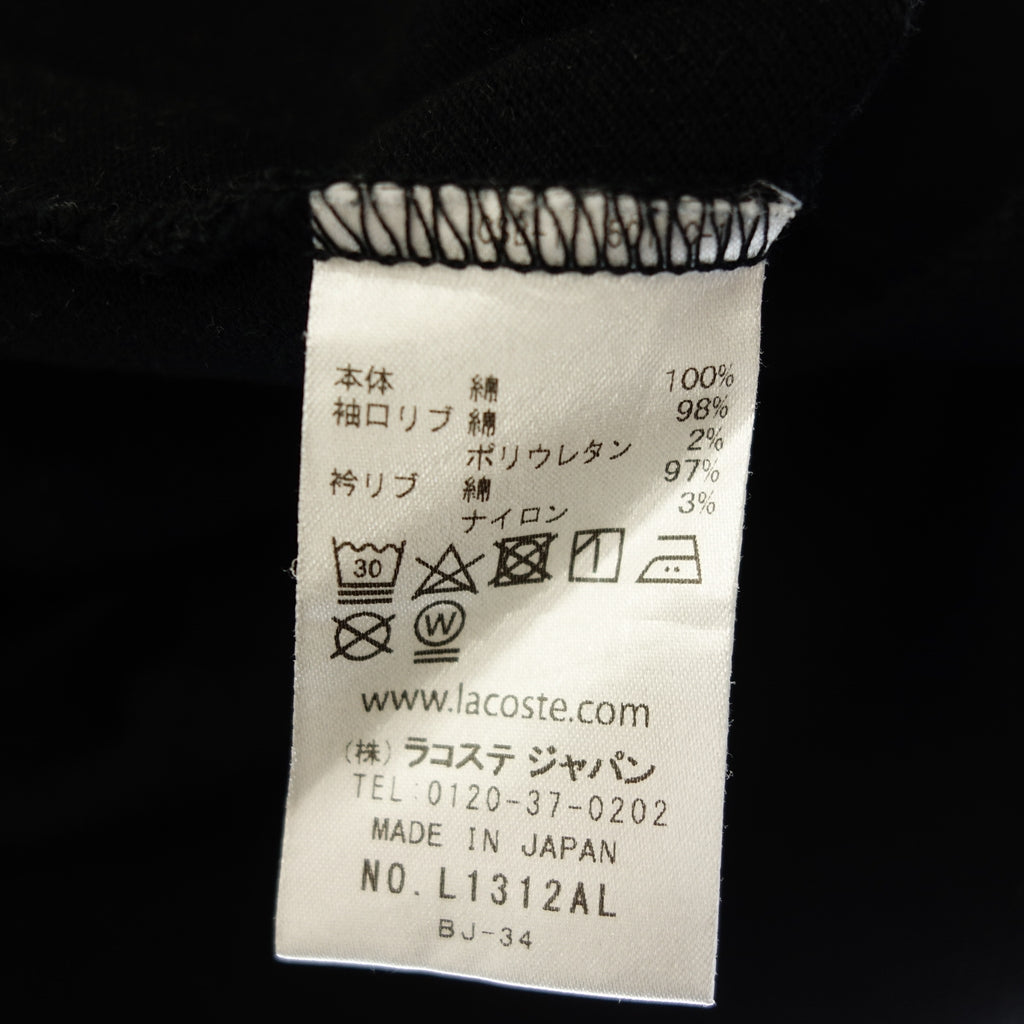 本体 綿 100%
袖口リブ 綿 98%
ポリウレタン 2%
衿リブ 綿 97%
ナイロン 3%
30
W
www.lacoste.com
(株) ラコステ ジャパン
TEL:0120-37-0202
MADE IN JAPAN
NO. L1312AL
BJ-34